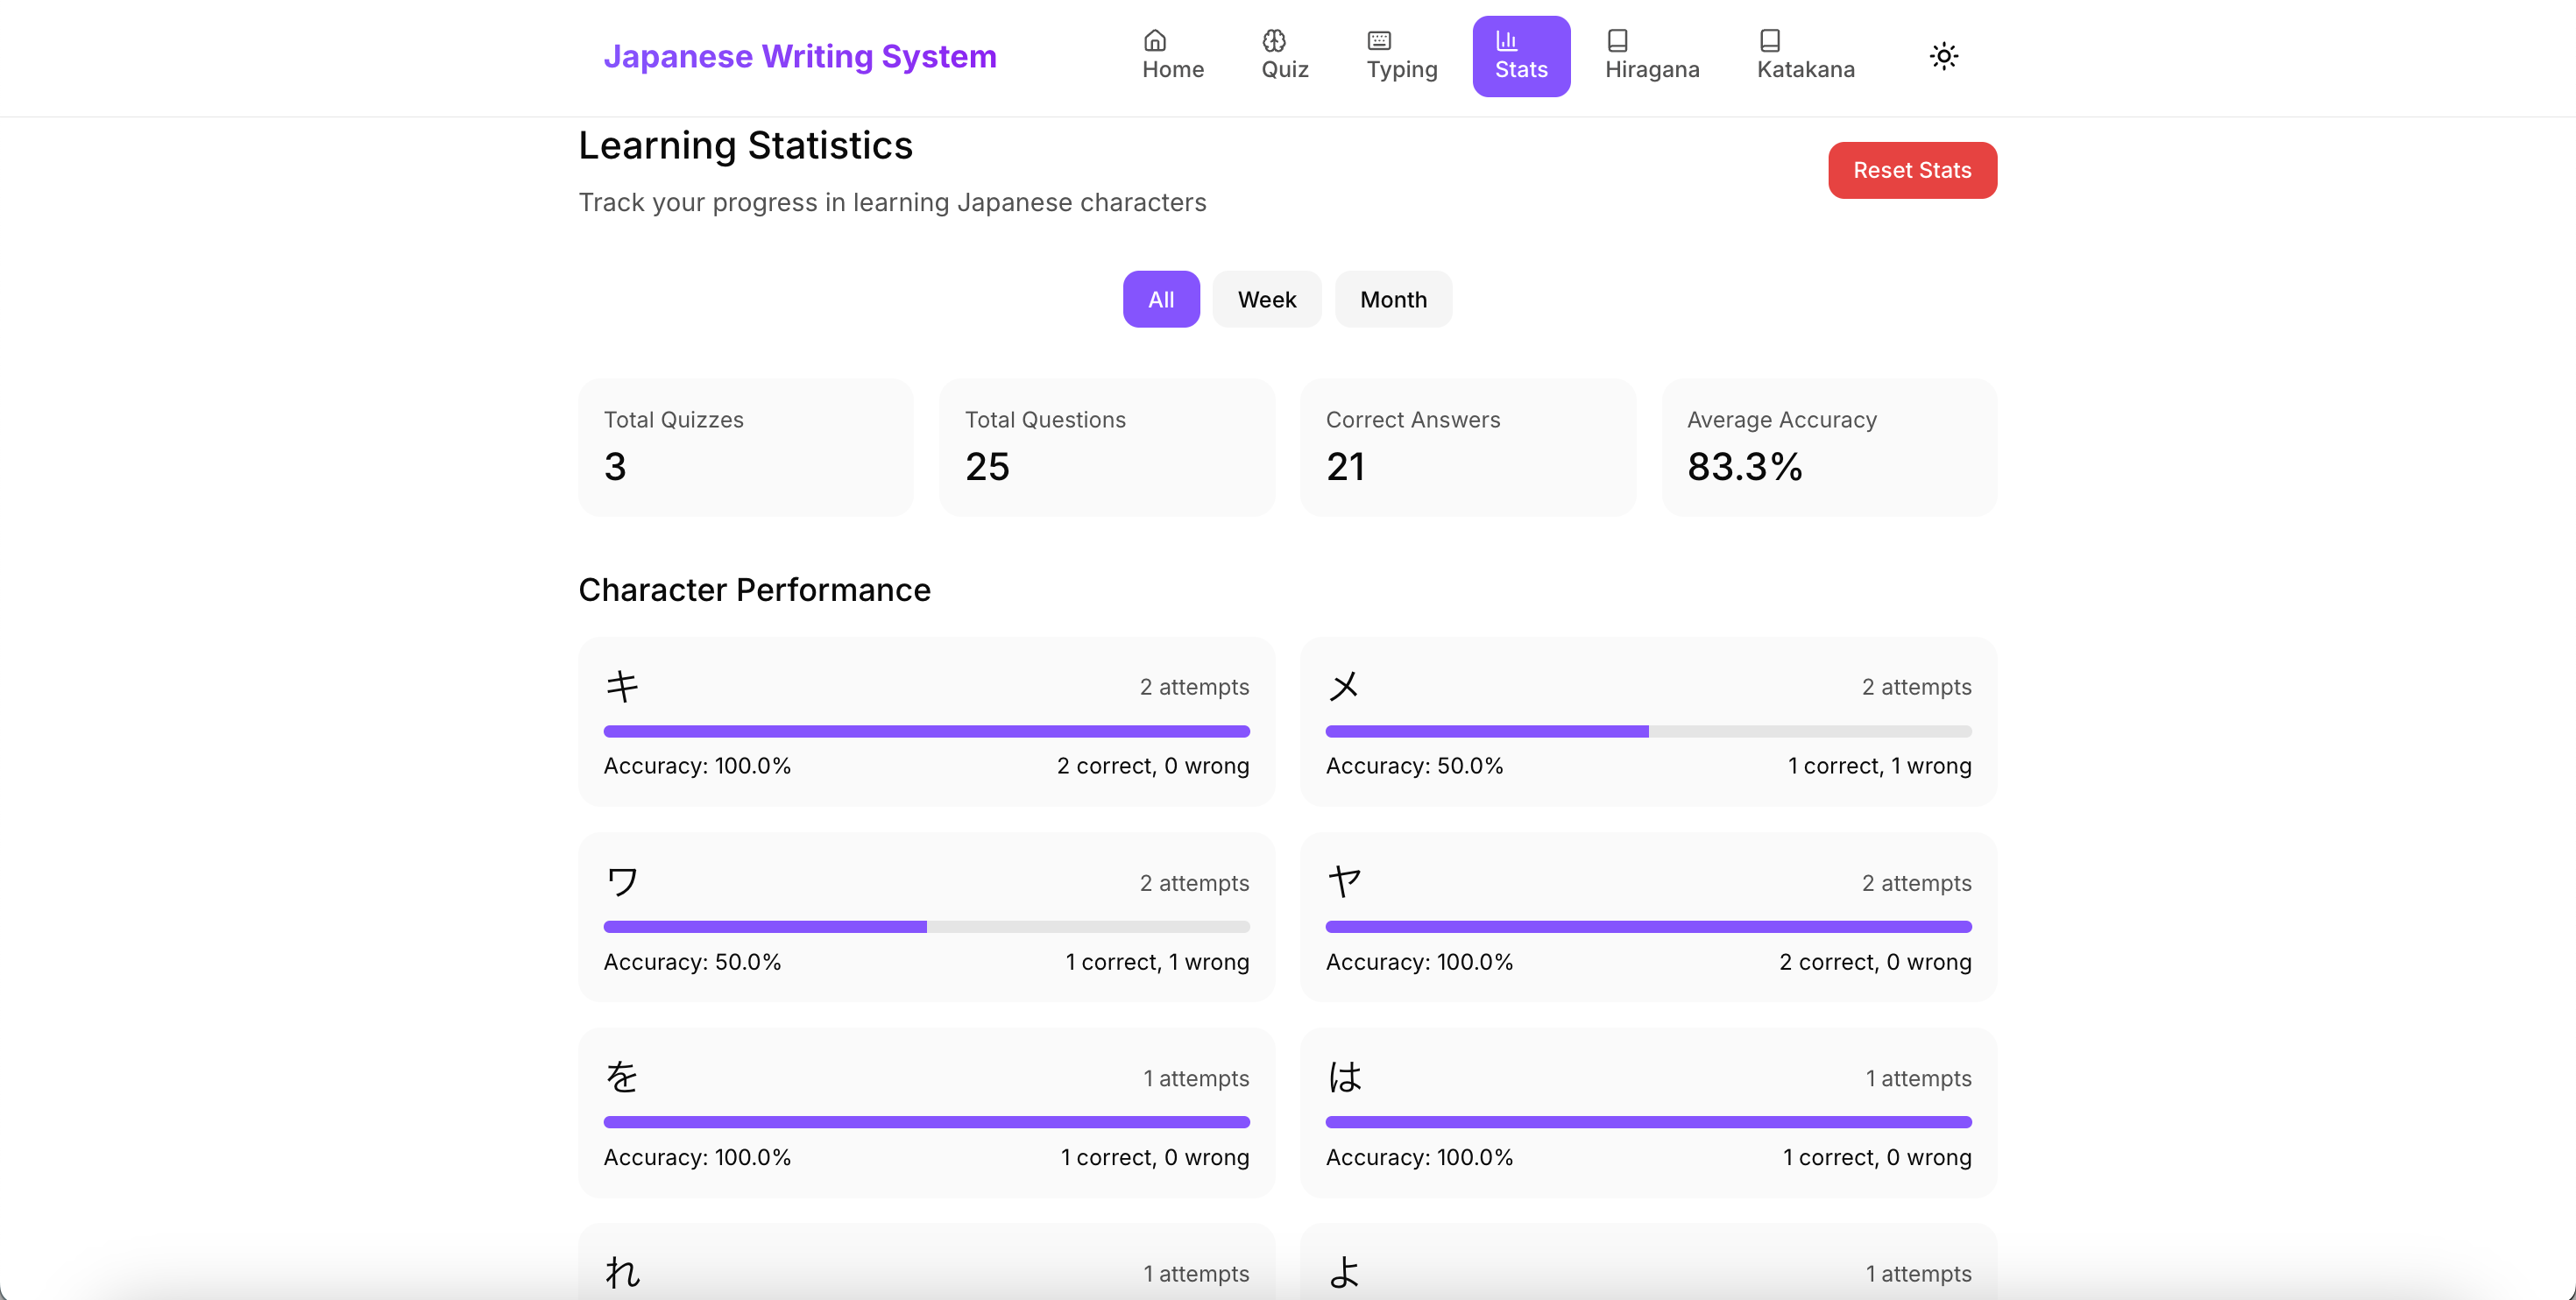 Japanese Writing System
Home
Quiz
Typing
Stats
Hiragana
Katakana
Learning Statistics
Reset Stats
Track your progress in learning Japanese characters
All
Week
Month
Total Quizzes
3
Total Questions
25
Correct Answers
21
Average Accuracy
83.3%
Character Performance
キ
2 attempts
Accuracy: 100.0%
2 correct, 0 wrong
メ
2 attempts
Accuracy: 50.0%
1 correct, 1 wrong
ワ
2 attempts
Accuracy: 50.0%
1 correct, 1 wrong
ヤ
2 attempts
Accuracy: 100.0%
2 correct, 0 wrong
を
1 attempts
Accuracy: 100.0%
1 correct, 0 wrong
は
1 attempts
Accuracy: 100.0%
1 correct, 0 wrong
れ
1 attempts
よ
1 attempts